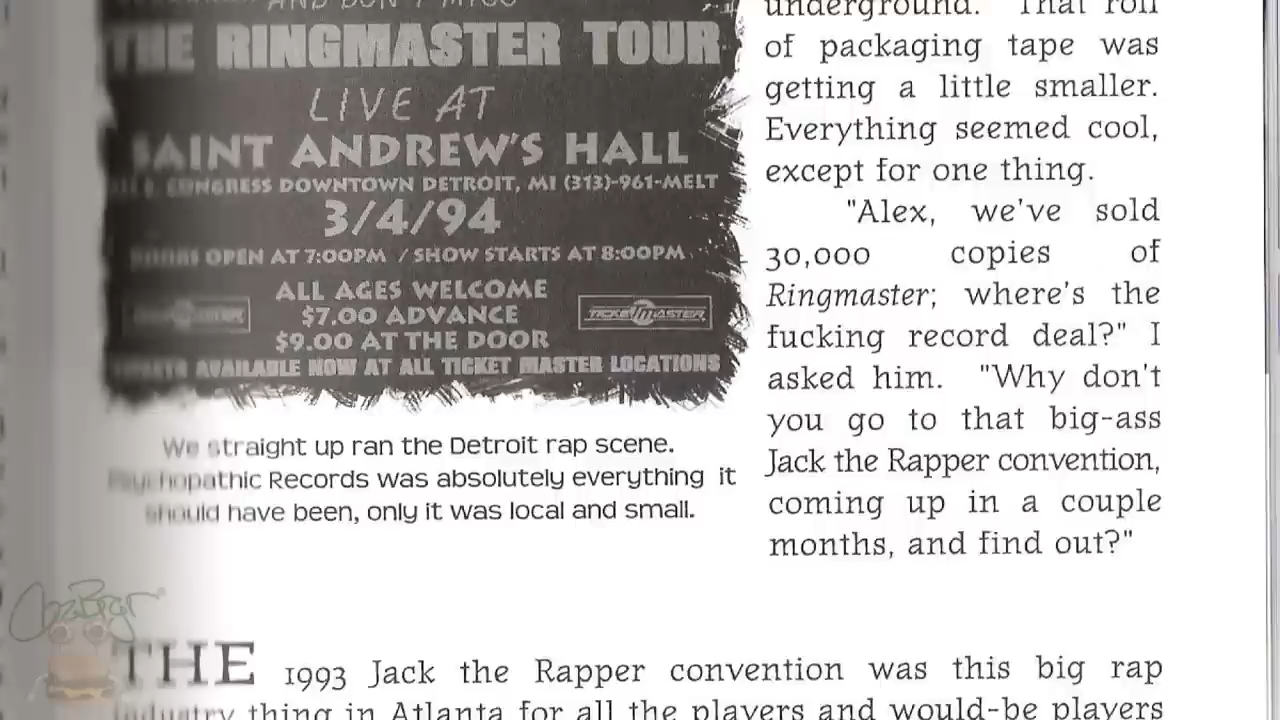 AND DON'T MISS
THE RINGMASTER TOUR
LIVE AT
SAINT ANDREW'S HALL
CONGRESS DOWNTOWN DETROIT, MI (313)-961-MELT
3/4/94
DOORS OPEN AT 7:00PM / SHOW STARTS AT 8:00PM
ALL AGES WELCOME
$7.00 ADVANCE
TICKETMASTER
TICKETMASTER
$9.00 AT THE DOOR
TICKETS AVAILABLE NOW AT ALL TICKET MASTER LOCATIONS
We straight up ran the Detroit rap scene.
Psychopathic Records was absolutely everything it
should have been, only it was local and small.
underground. That roll
of packaging tape was
getting a little smaller.
Everything seemed cool,
except for one thing.
"Alex, we've sold
30,000 copies of
Ringmaster; where's the
fucking record deal?" I
asked him. "Why don't
you go to that big-ass
Jack the Rapper convention,
coming up in a couple
months, and find out?"
THE 1993 Jack the Rapper convention was this big rap
industry thing in Atlanta for all the players and would-be players